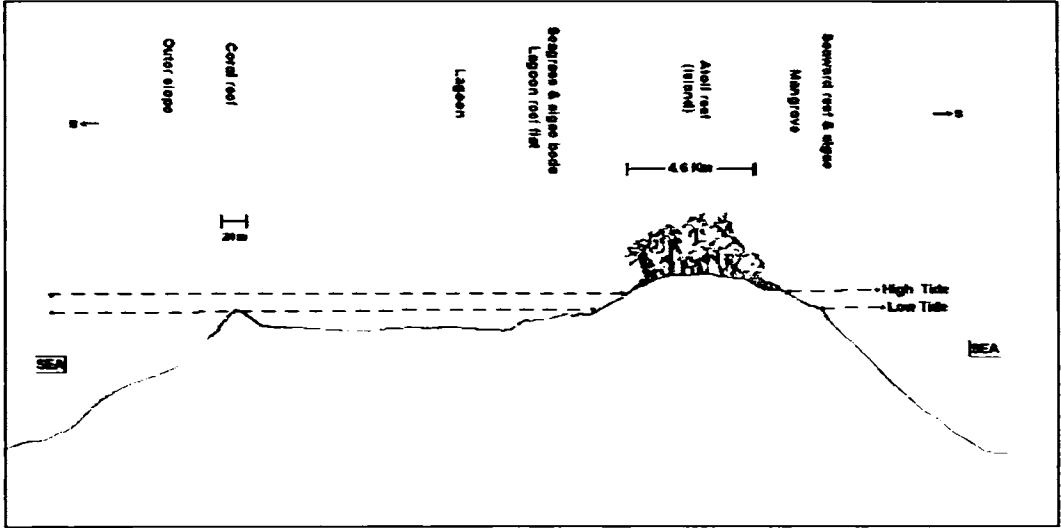 Outer slope
Coral reef
Lagoon
Seagrass & algae beds
Lagoon reef flat
Atoll reef
(Island)
Mangrove
Seaward reef & algae
4.6 Km
High Tide
Low Tide
SEA
SEA